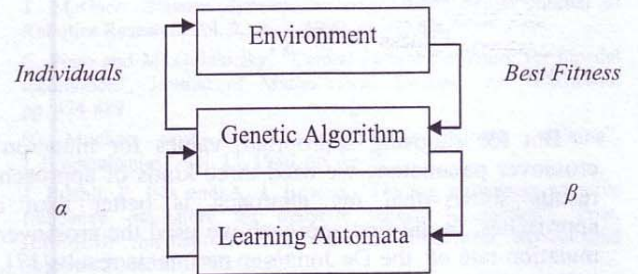 Environment
Individuals
Best Fitness
Genetic Algorithm
α
β
Learning Automata